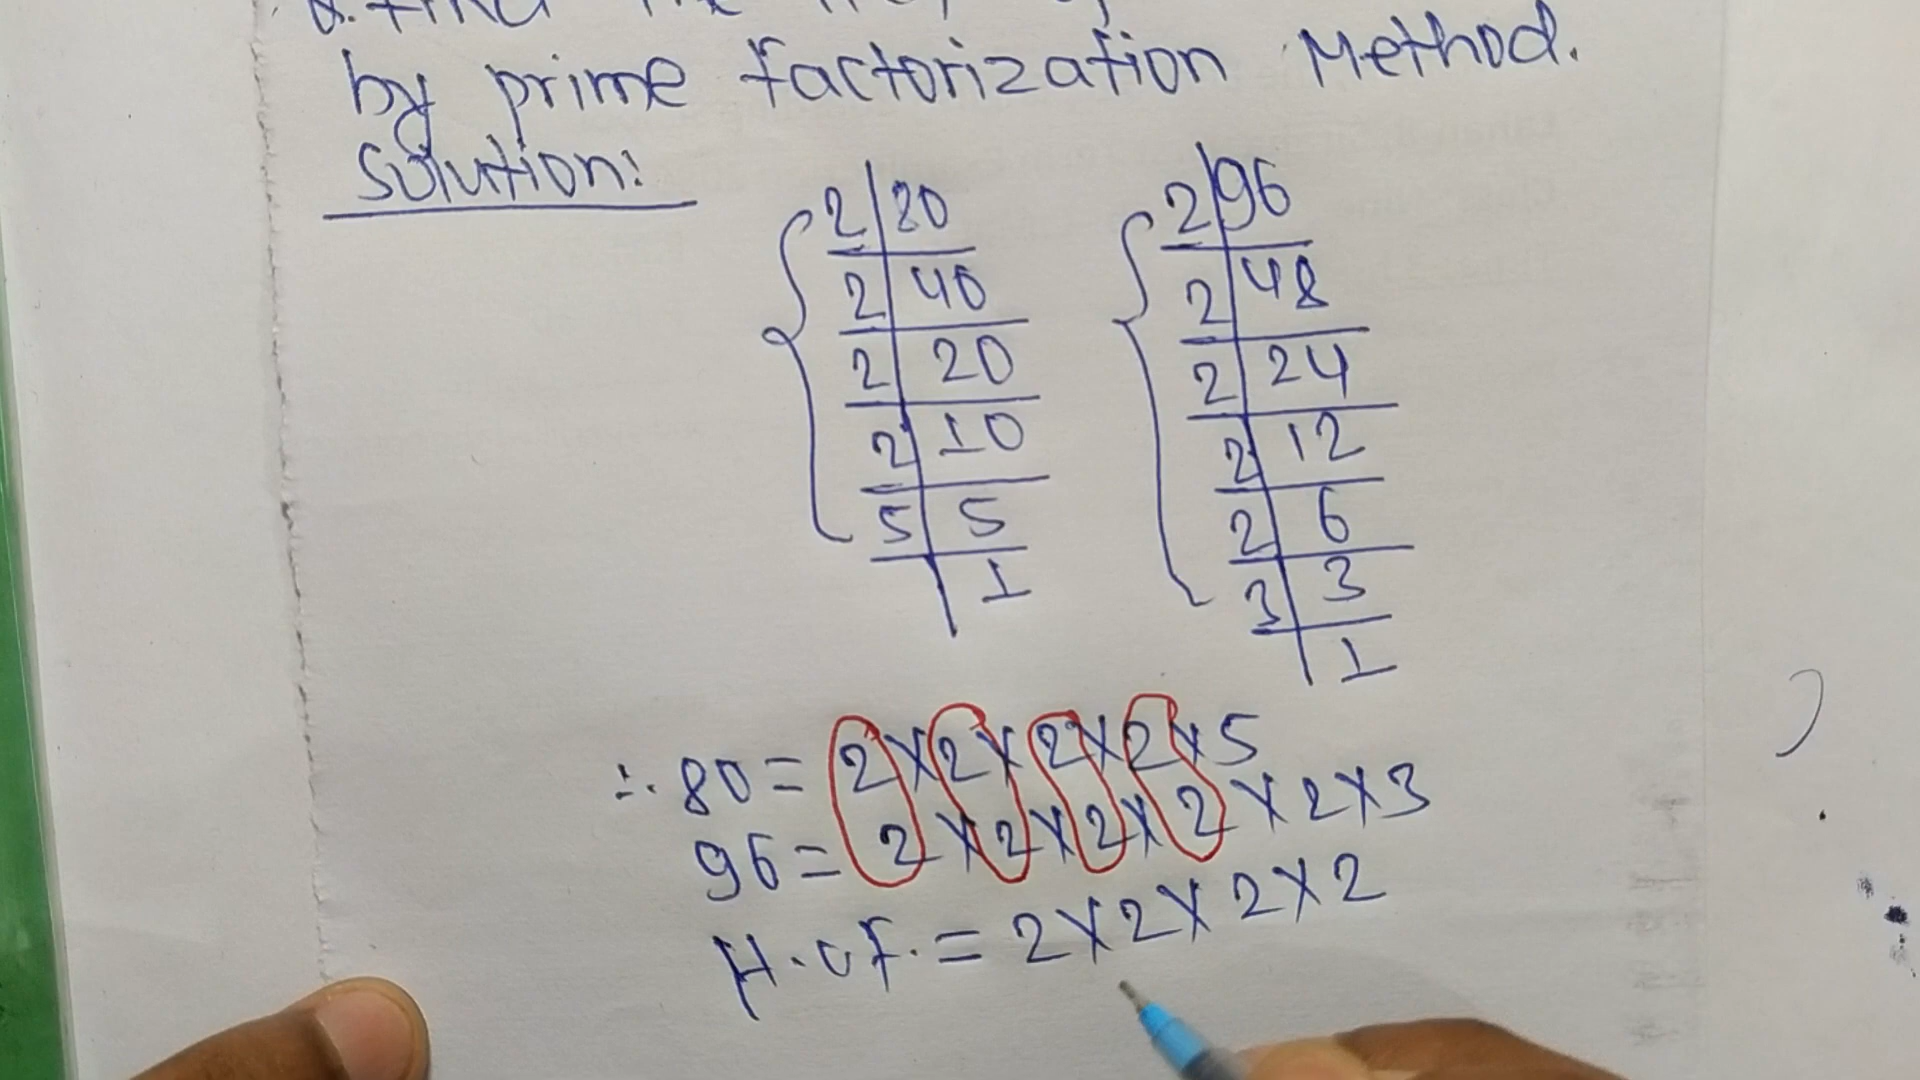 Q. Find the
by prime factorization Method.
Solution:
2 | 80
2 | 40
2 | 20
2 | 10
5 | 5
1
2 | 96
2 | 48
2 | 24
2 | 12
2 | 6
3 | 3
1
∴ 80 = 2×2×2×2×5
96 = 2×2×2×2×2×3
H.C.F. = 2×2×2×2